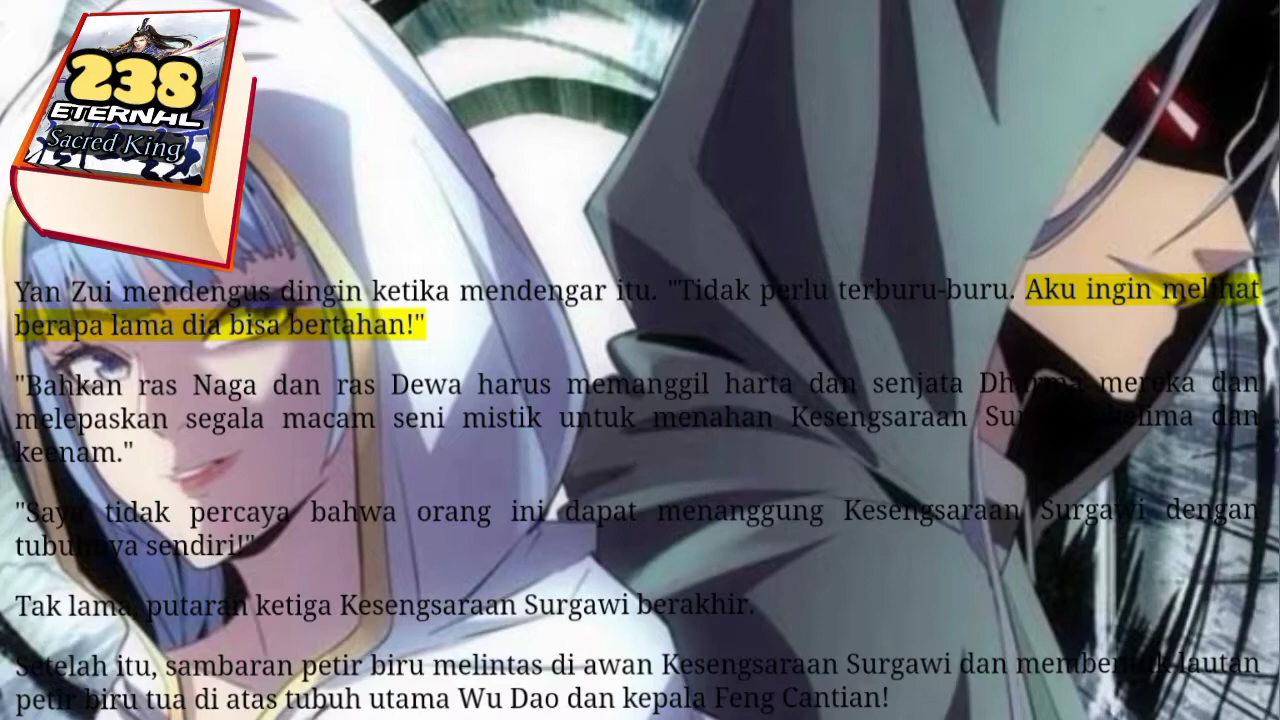 238
ETERNAL
Sacred King
Yan Zui mendengus dingin ketika mendengar itu. "Tidak perlu terburu-buru. Aku ingin melihat
berapa lama dia bisa bertahan!"
"Bahkan ras Naga dan ras Dewa harus memanggil harta dan senjata Dharma mereka dan
melepaskan segala macam seni mistik untuk menahan Kesengsaraan kelima dan
keenam."
"Saya tidak percaya bahwa orang ini dapat menanggung Kesengsaraan Surgawi dengan
tubuhnya sendiri!"
Tak lama, putaran ketiga Kesengsaraan Surgawi berakhir.
Setelah itu, sambaran petir biru melintas di awan Kesengsaraan Surgawi dan membentuk lautan
petir biru tua di atas tubuh utama Wu Dao dan kepala Feng Cantian!